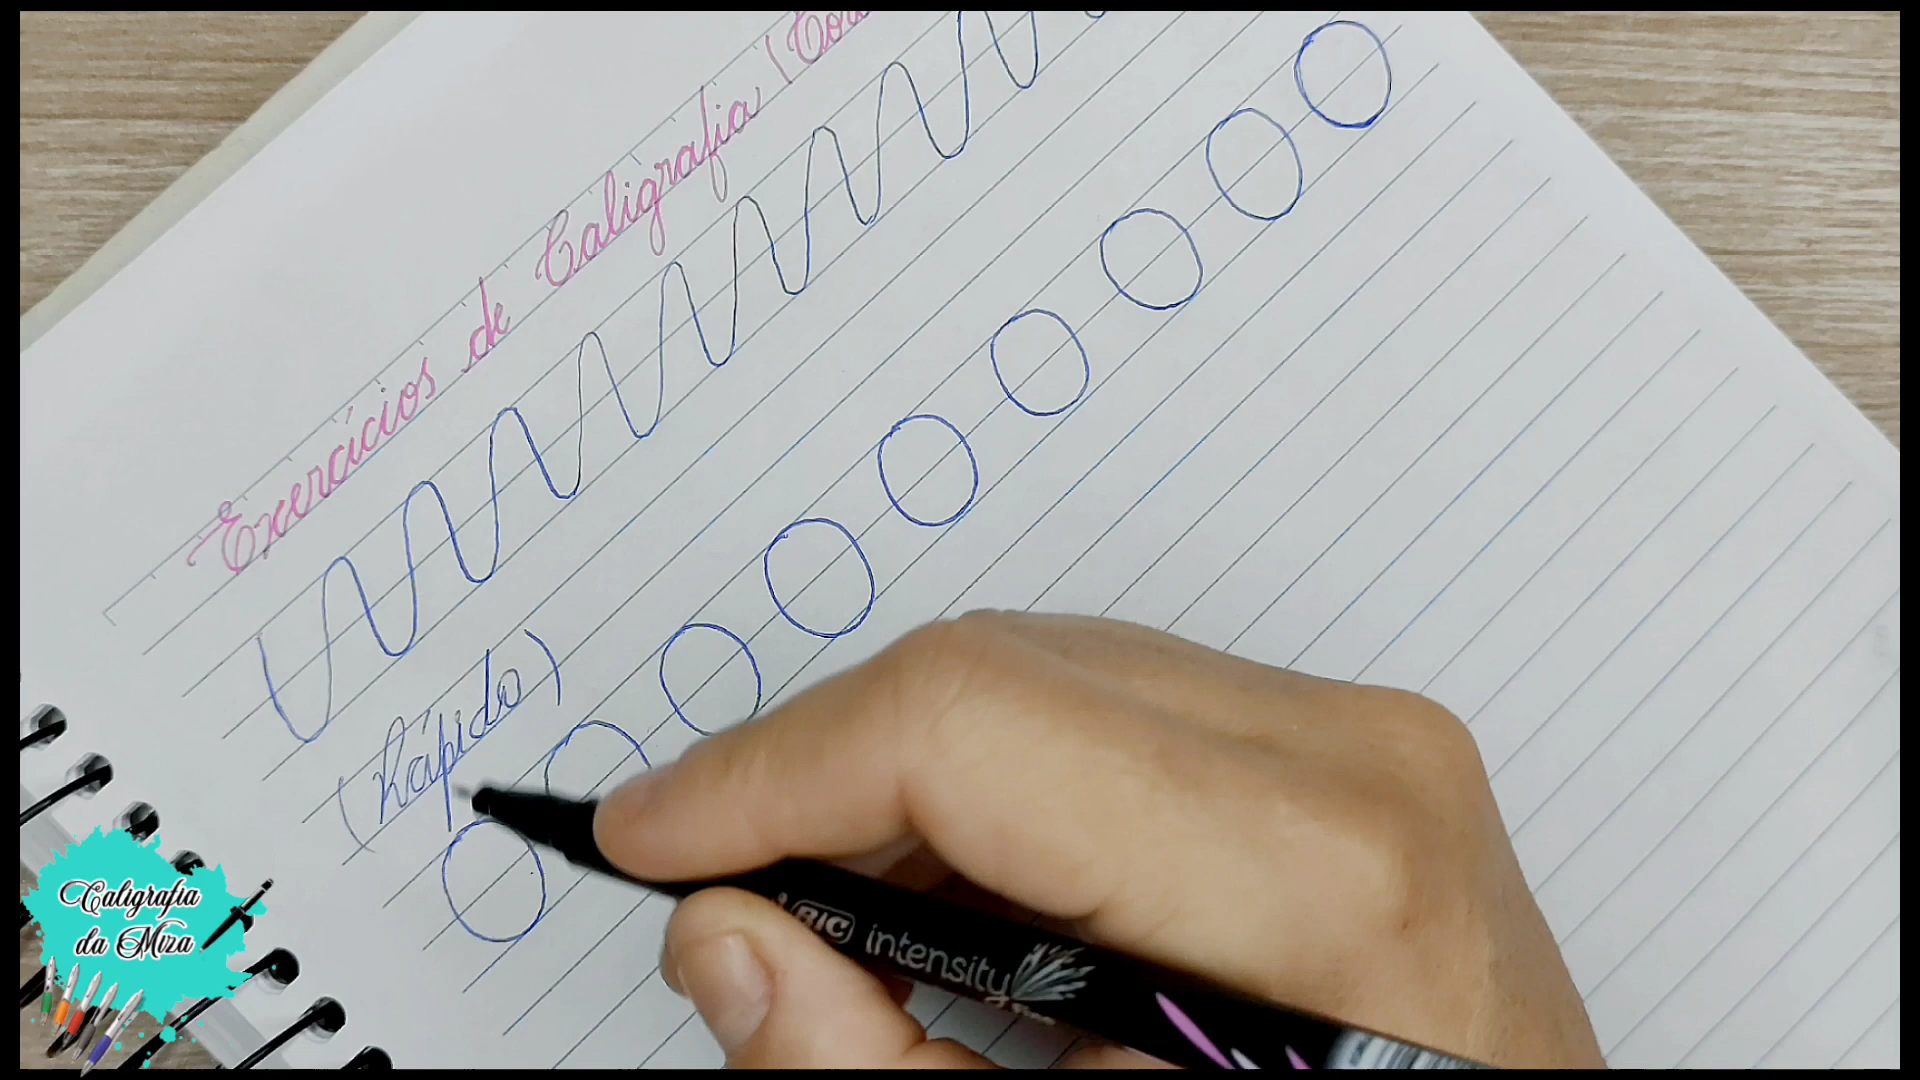 Exercícios de Caligrafia
(Rápido)
BIC intensity
Caligrafia
da Miza